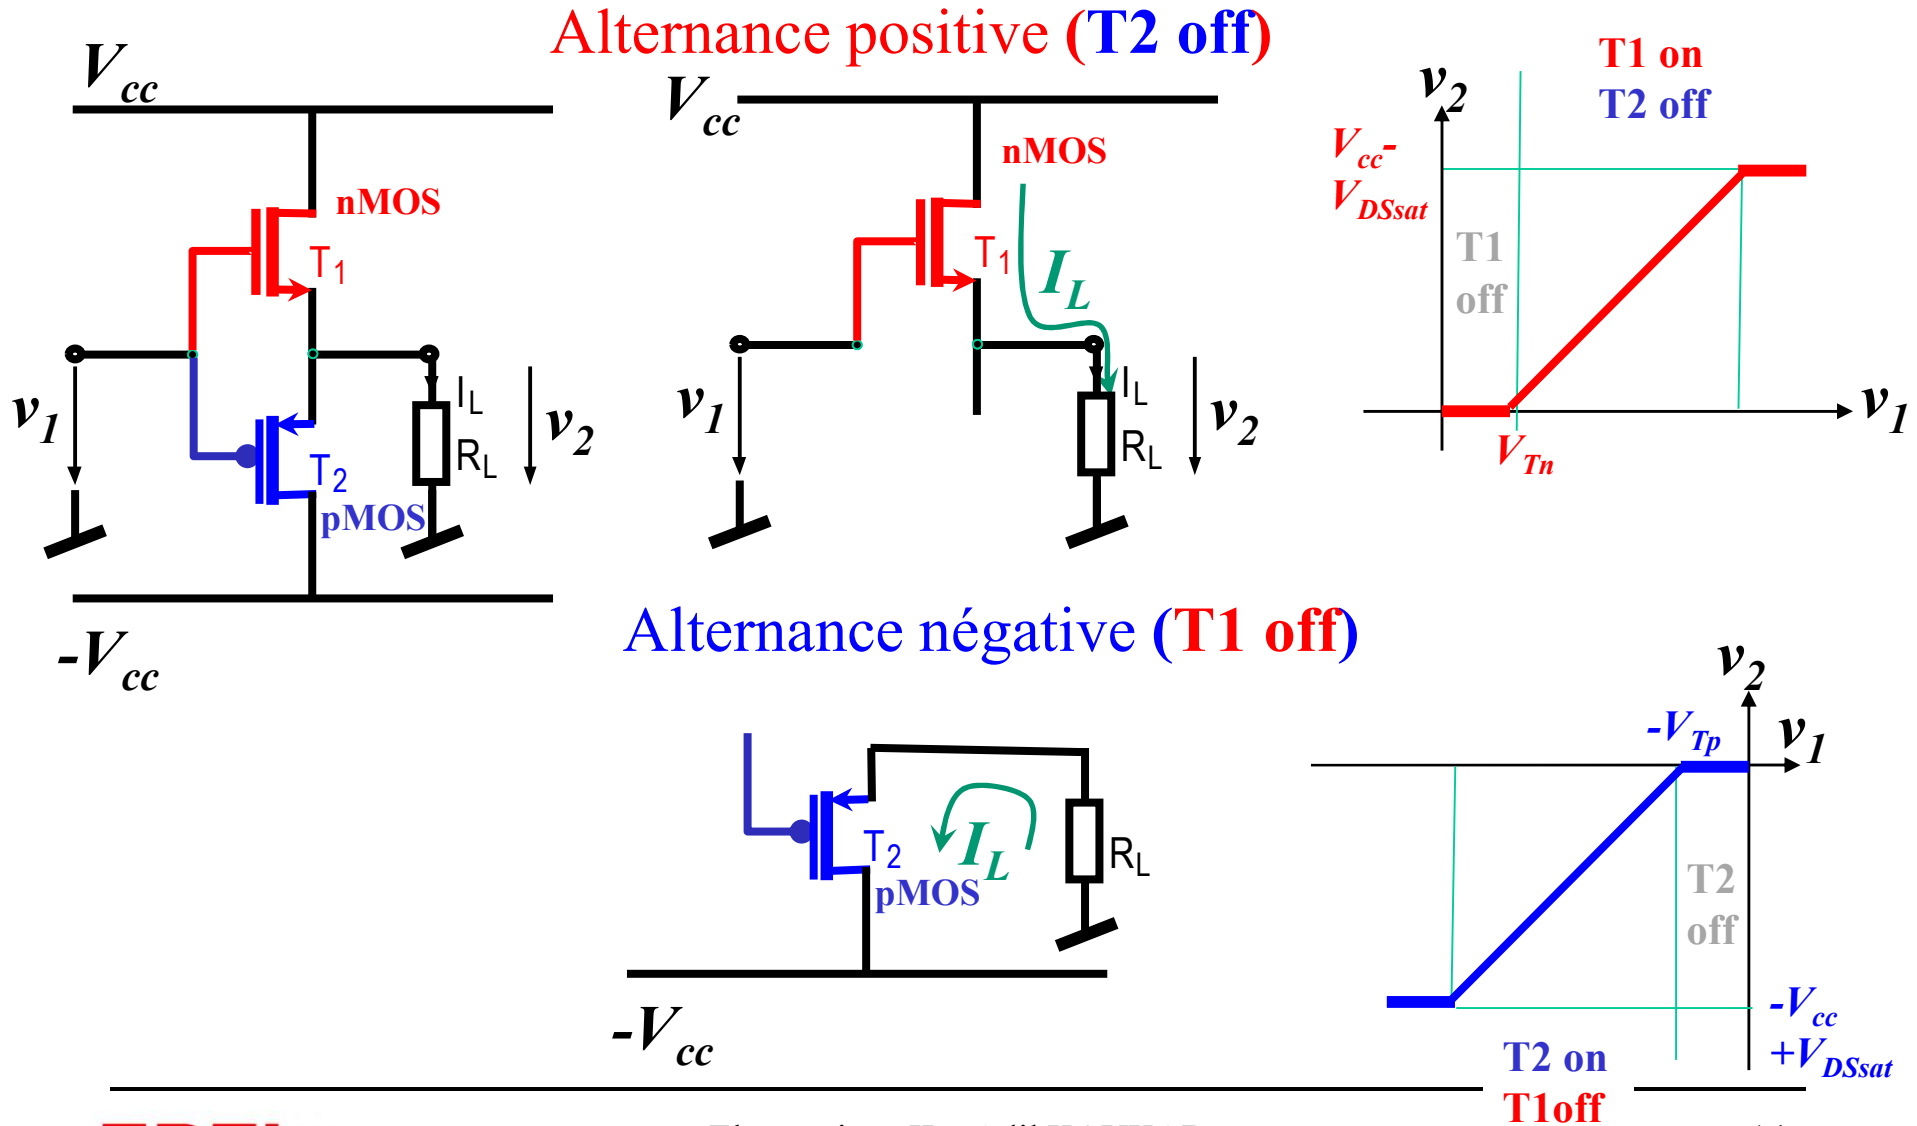 Alternance positive (T2 off)
Vcc
nMOS
T1
v1
IL
RL
v2
T2
pMOS
-Vcc
Vcc
nMOS
T1
IL
v1
IL
RL
v2
v2
T1 on
T2 off
Vcc-
VDSsat
T1
off
v1
VTn
Alternance négative (T1 off)
T2
pMOS
IL
RL
-Vcc
v2
-VTp
v1
T2
off
-Vcc
+VDSsat
T2 on
T1off